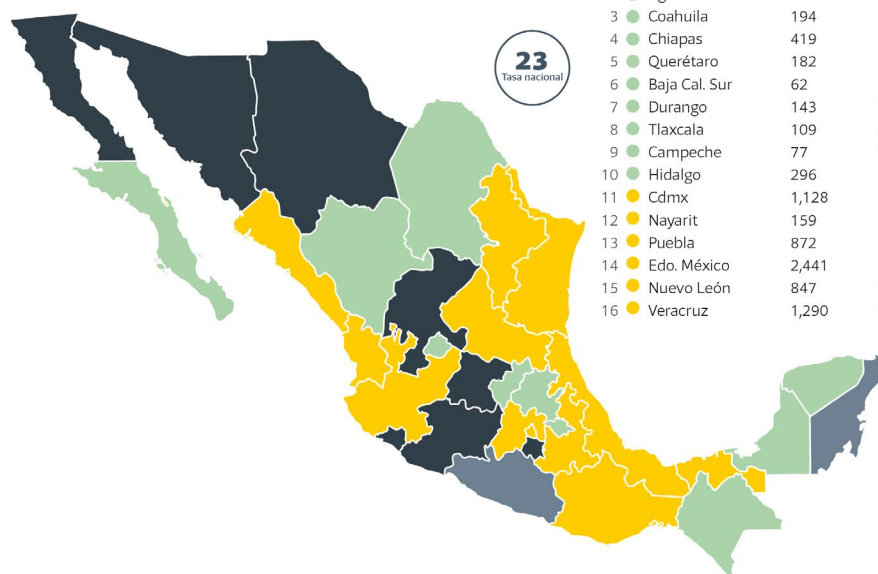 3 Coahuila 194
4 Chiapas 419
5 Querétaro 182
6 Baja Cal. Sur 62
7 Durango 143
8 Tlaxcala 109
9 Campeche 77
10 Hidalgo 296
11 Cdmx 1,128
12 Nayarit 159
13 Puebla 872
14 Edo. México 2,441
15 Nuevo León 847
16 Veracruz 1,290
23
Tasa nacional